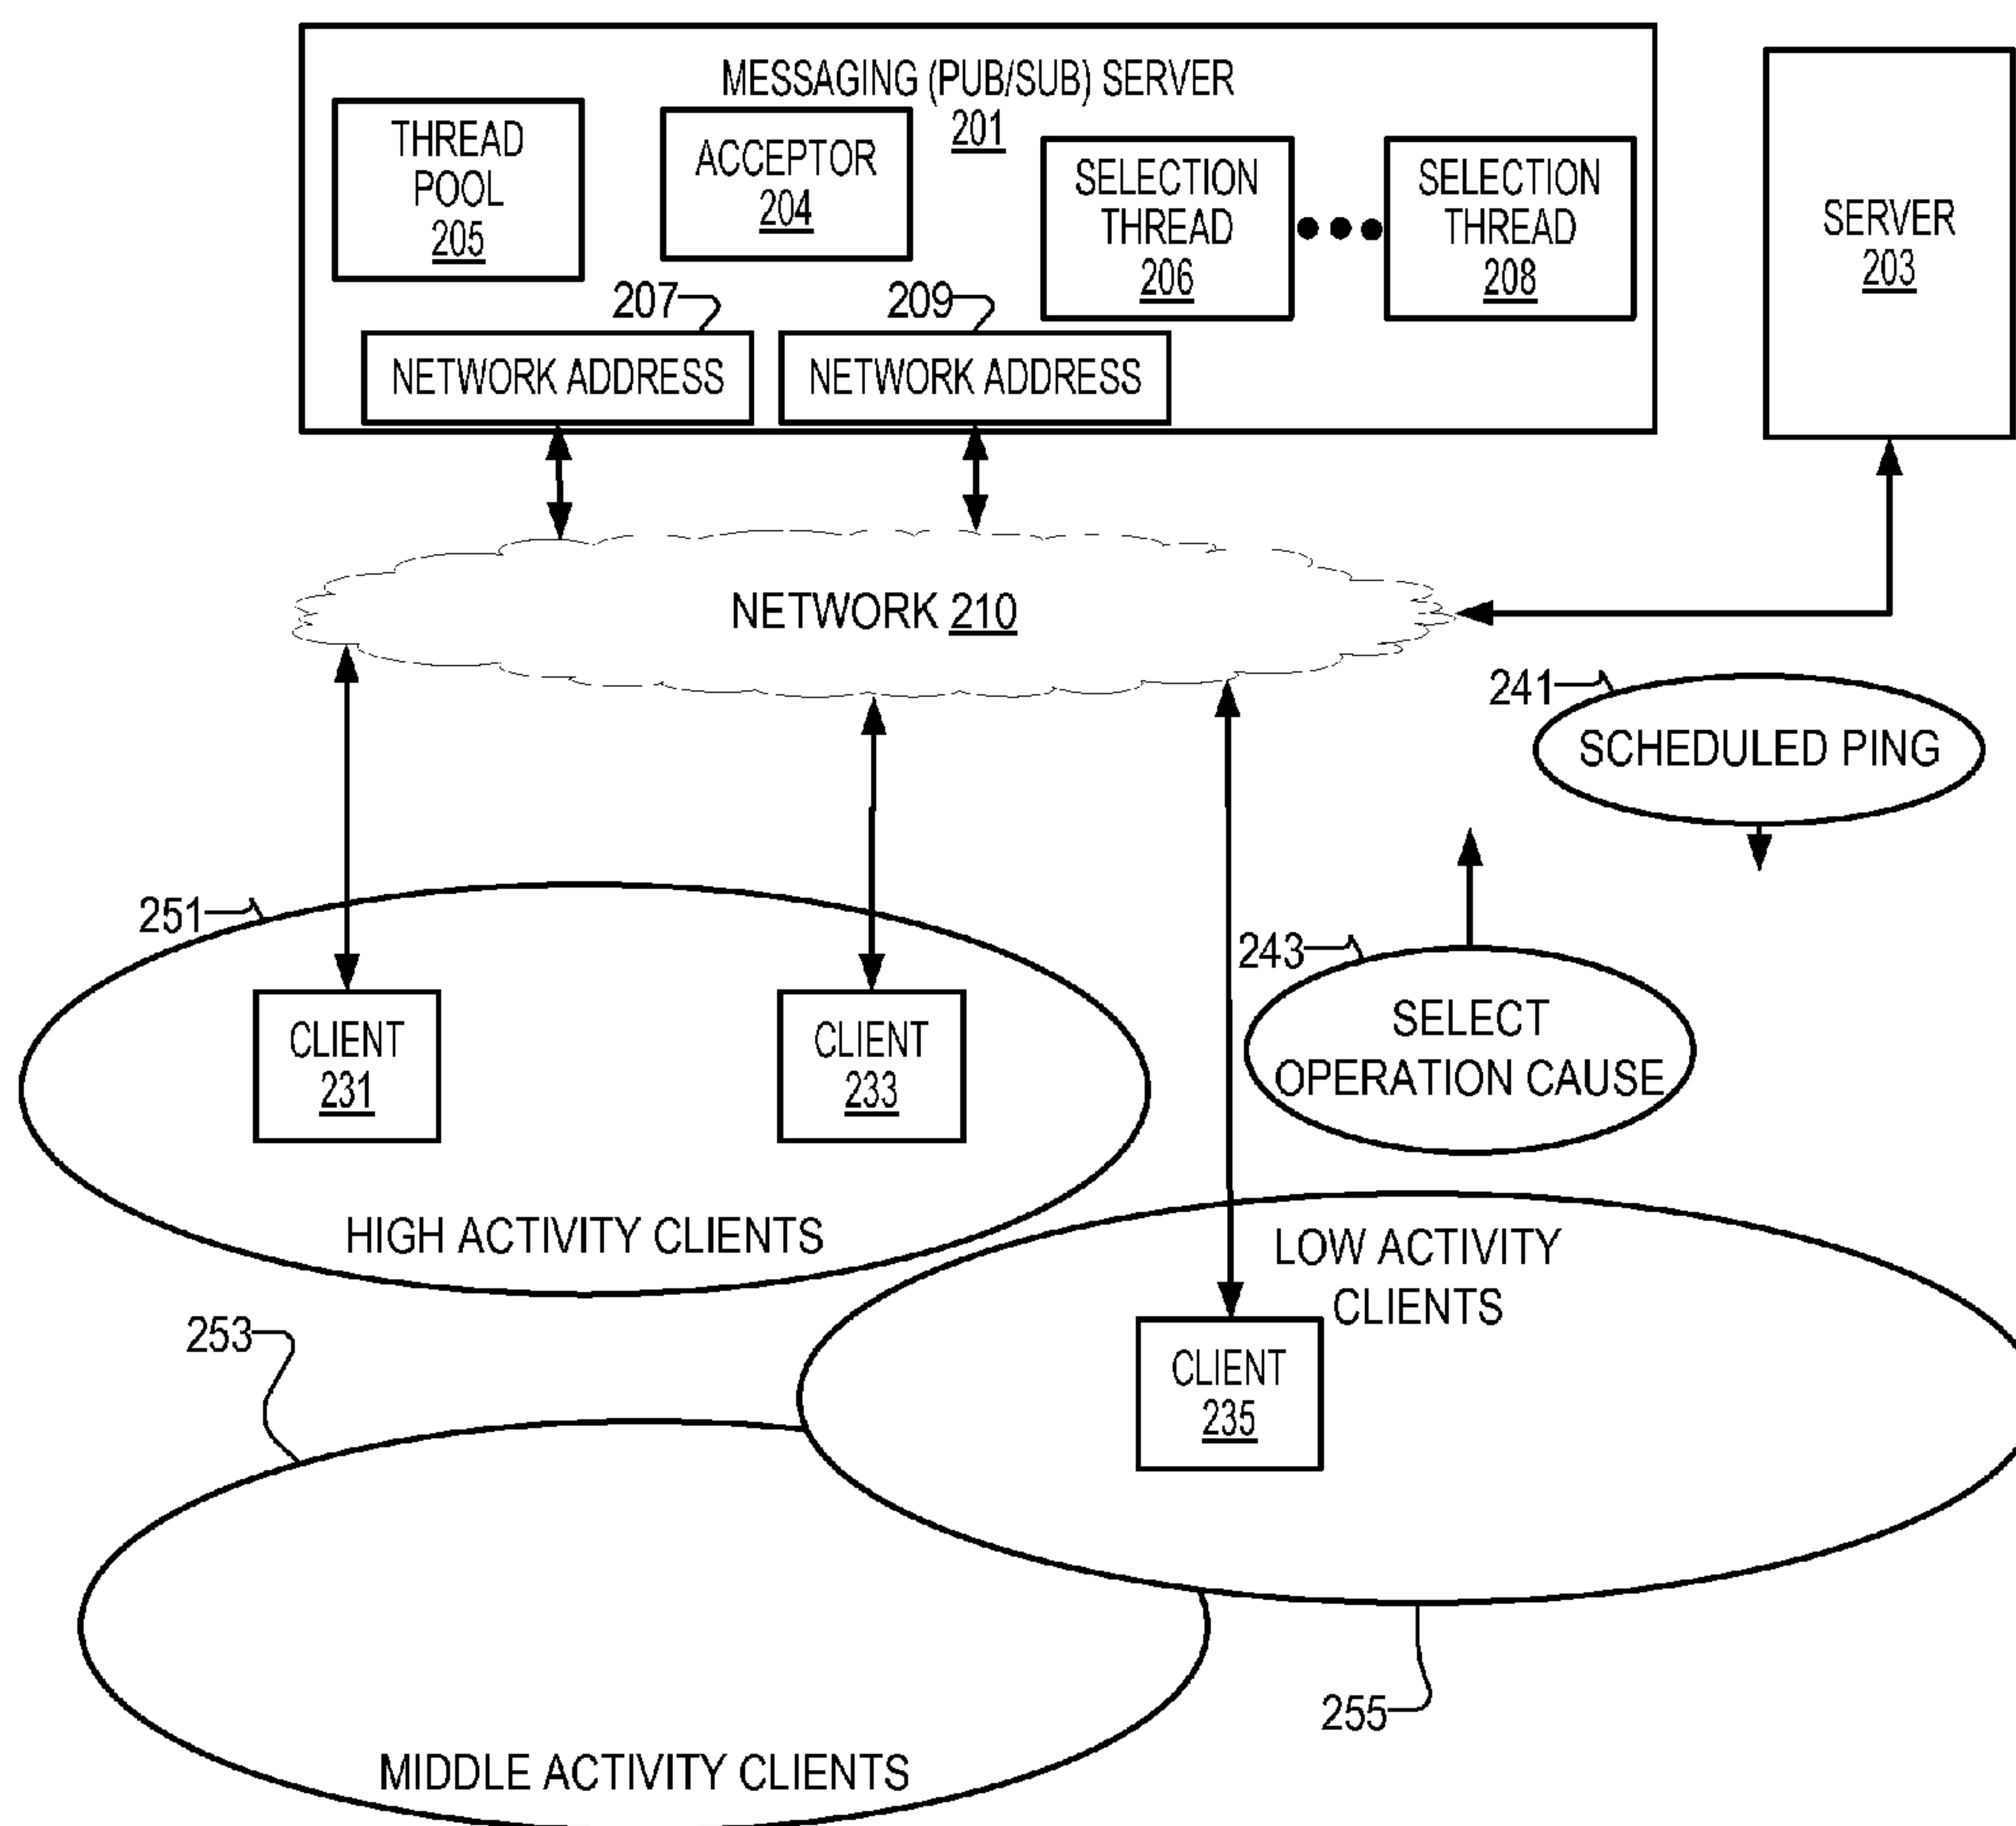 MESSAGING (PUB/SUB) SERVER
201
THREAD
POOL
205
ACCEPTOR
204
SELECTION
THREAD
206
SELECTION
THREAD
208
SERVER
203
207
209
NETWORK ADDRESS
NETWORK ADDRESS
NETWORK 210
241
SCHEDULED PING
251
243
SELECT
OPERATION CAUSE
CLIENT
231
CLIENT
233
HIGH ACTIVITY CLIENTS
LOW ACTIVITY
CLIENTS
253
CLIENT
235
255
MIDDLE ACTIVITY CLIENTS